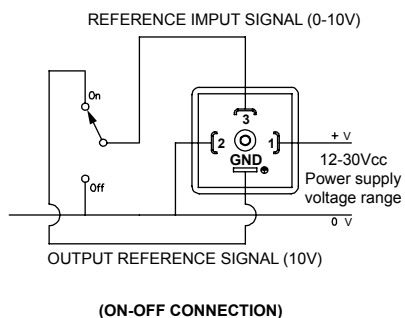 REFERENCE IMPUT SIGNAL (0-10V)
On
3
2
1
GND
+ V
12-30Vcc
Power supply
voltage range
Off
0 V
OUTPUT REFERENCE SIGNAL (10V)
(ON-OFF CONNECTION)